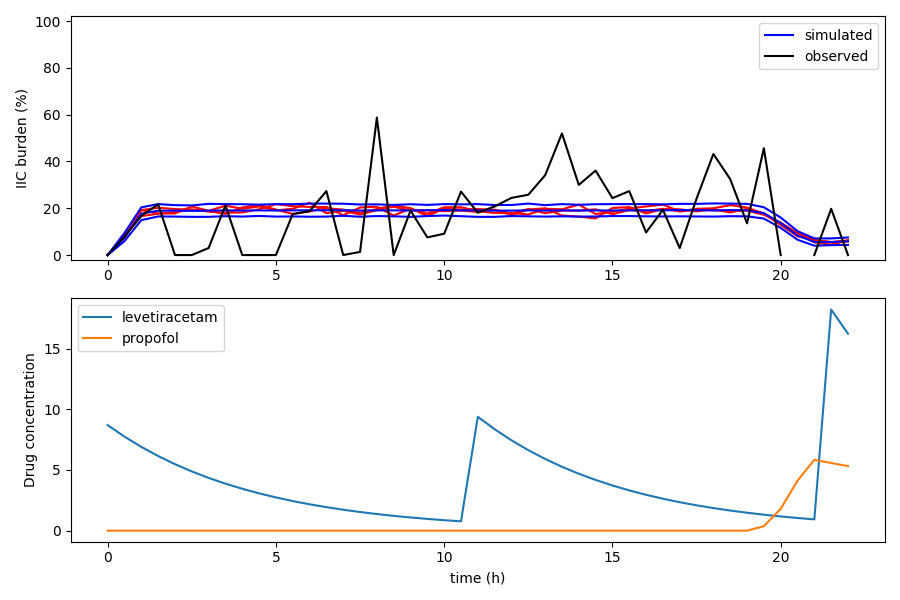 IIC burden (%)
100
80
60
40
20
0
simulated
observed
0 5 10 15 20
Drug concentration
15
10
5
0
levetiracetam
propofol
0 5 10 15 20
time (h)